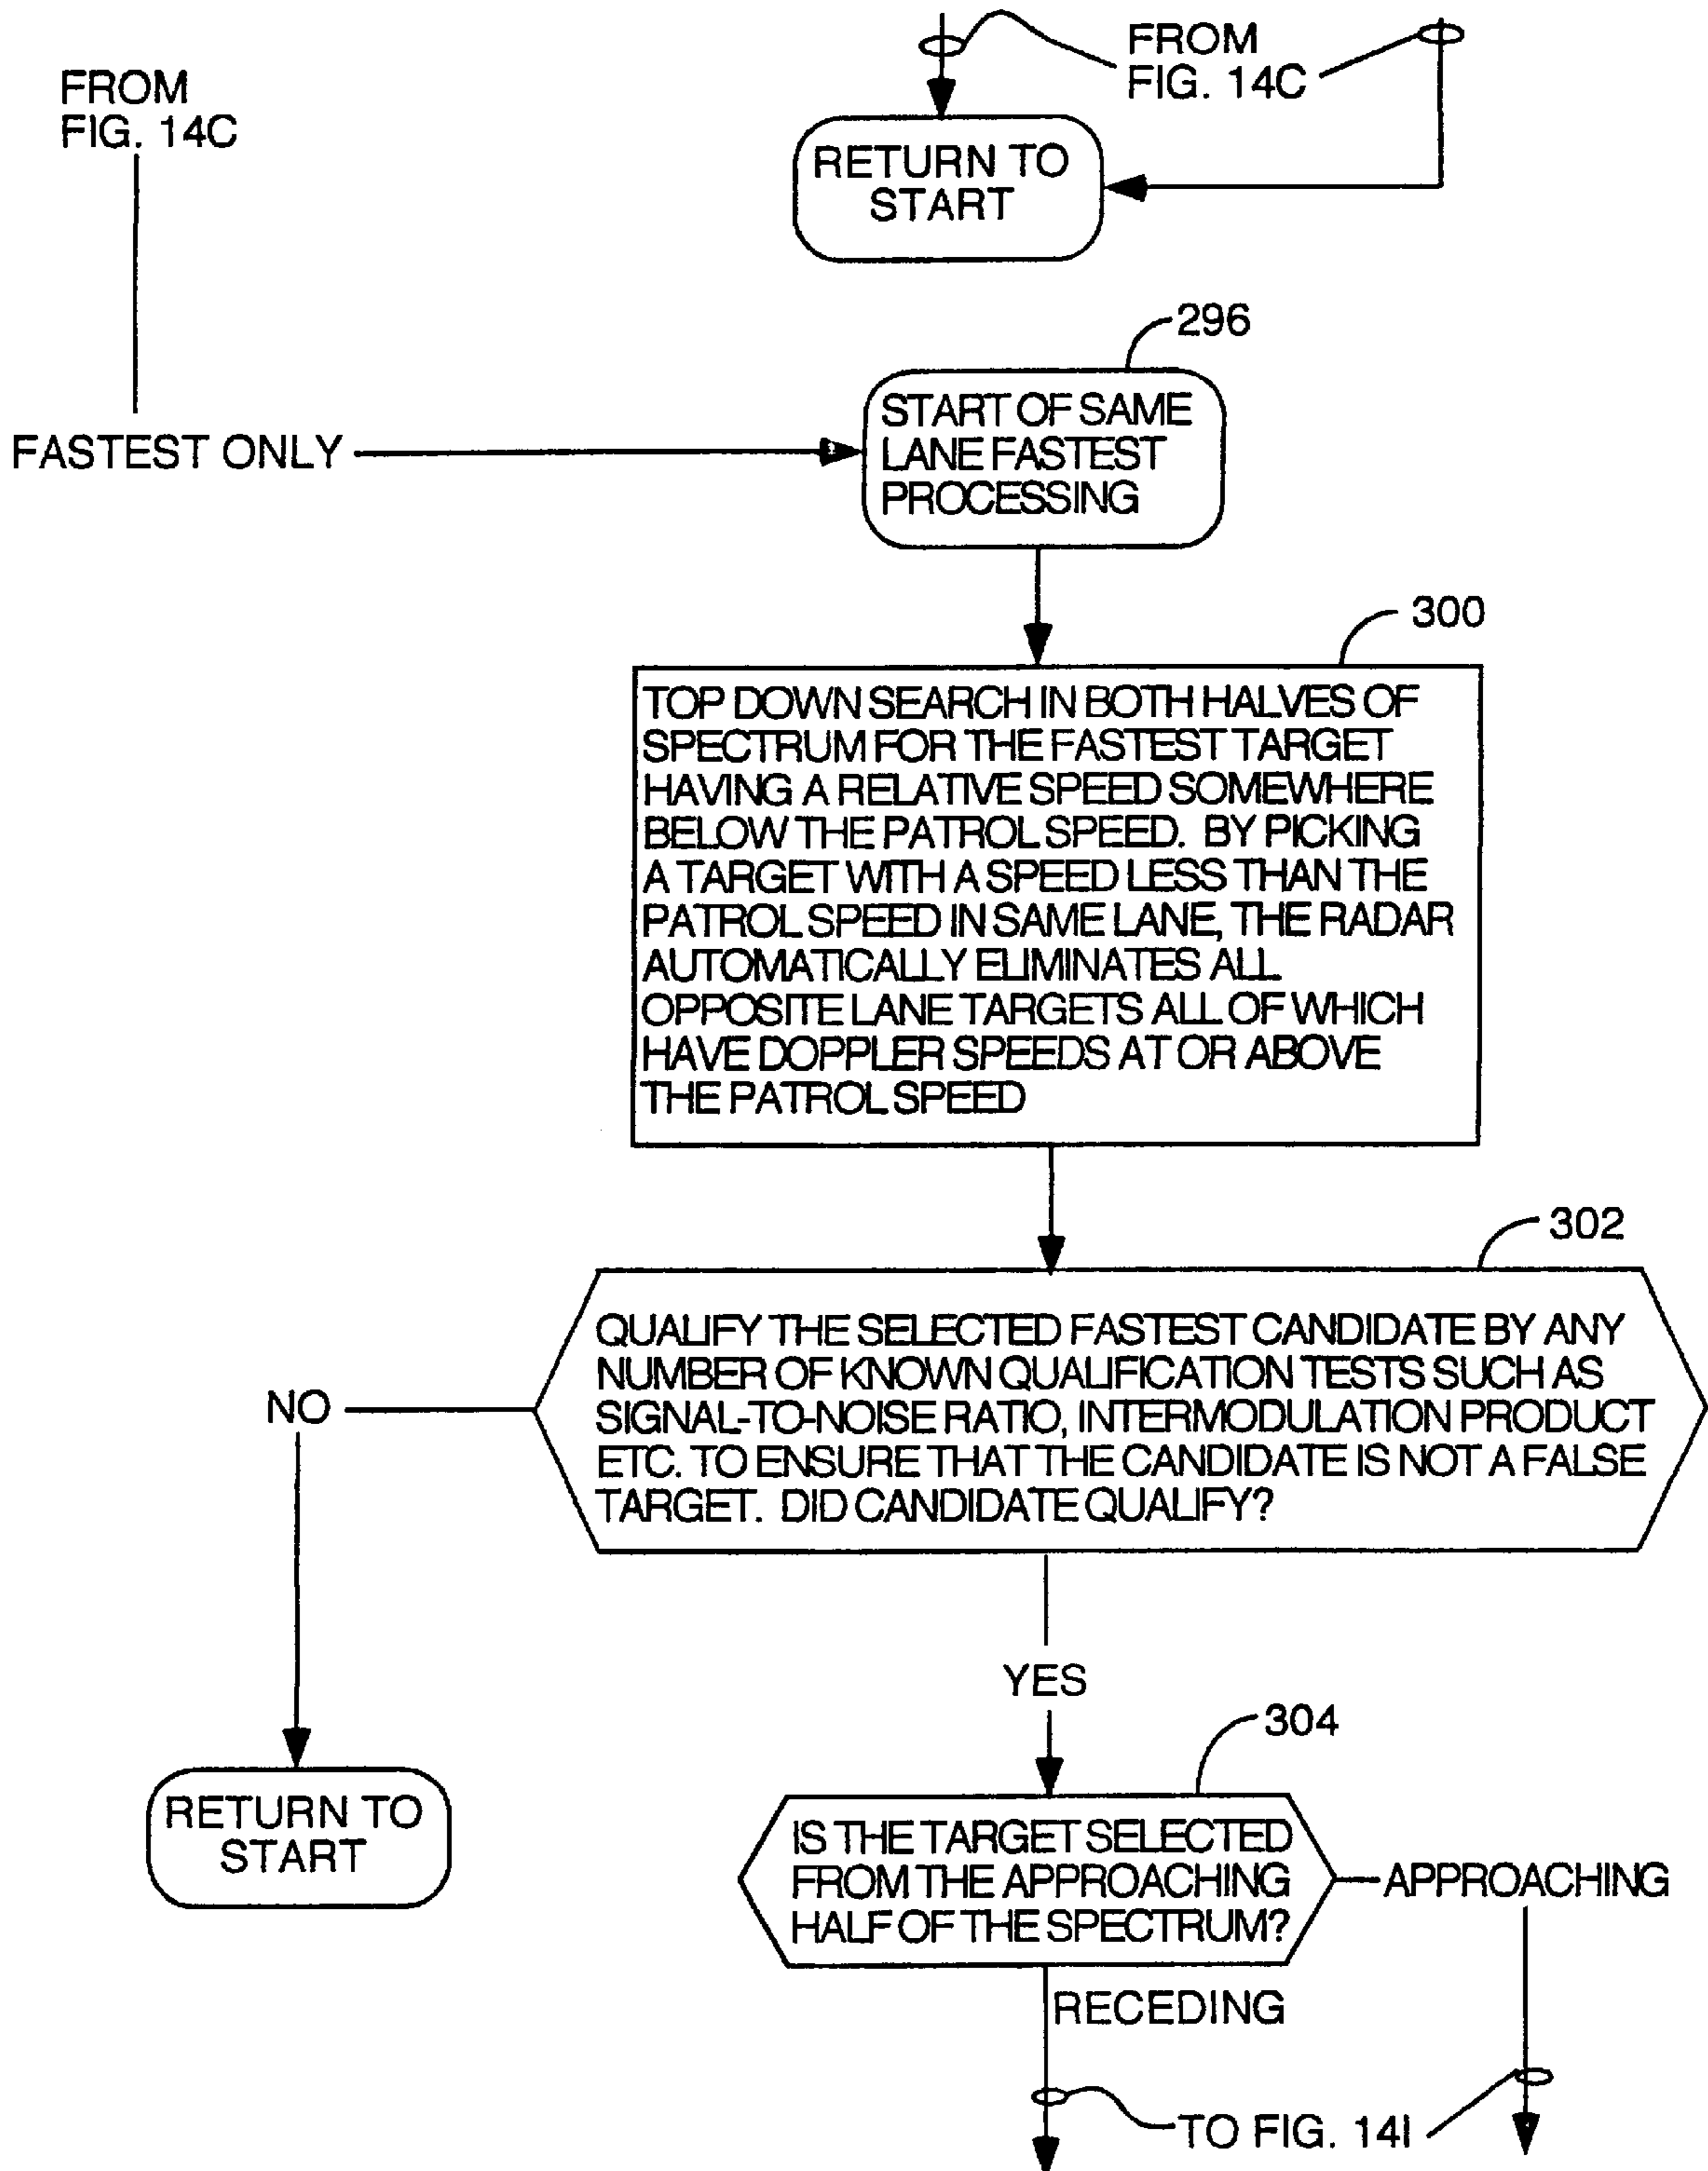 FROM
FIG. 14C
FROM
FIG. 14C
RETURN TO
START
296
START OF SAME
LANE FASTEST
PROCESSING
FASTEST ONLY
300
TOP DOWN SEARCH IN BOTH HALVES OF
SPECTRUM FOR THE FASTEST TARGET
HAVING A RELATIVE SPEED SOMEWHERE
BELOW THE PATROL SPEED. BY PICKING
A TARGET WITH A SPEED LESS THAN THE
PATROL SPEED IN SAME LANE, THE RADAR
AUTOMATICALLY ELIMINATES ALL
OPPOSITE LANE TARGETS ALL OF WHICH
HAVE DOPPLER SPEEDS AT OR ABOVE
THE PATROL SPEED
302
QUALIFY THE SELECTED FASTEST CANDIDATE BY ANY
NUMBER OF KNOWN QUALIFICATION TESTS SUCH AS
SIGNAL-TO-NOISE RATIO, INTERMODULATION PRODUCT
ETC. TO ENSURE THAT THE CANDIDATE IS NOT A FALSE
TARGET. DID CANDIDATE QUALIFY?
NO
YES
RETURN TO
START
304
IS THE TARGET SELECTED
FROM THE APPROACHING
HALF OF THE SPECTRUM?
APPROACHING
RECEDING
TO FIG. 14I